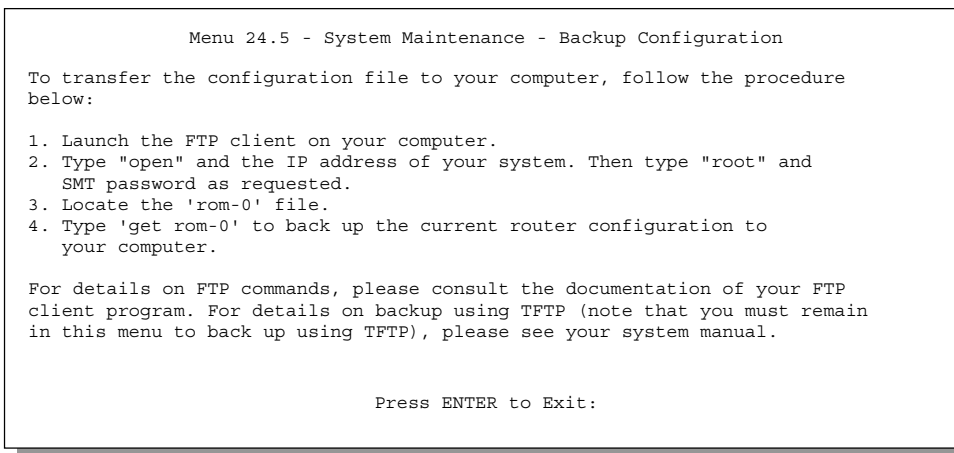 Menu 24.5 - System Maintenance - Backup Configuration
To transfer the configuration file to your computer, follow the procedure
below:
1. Launch the FTP client on your computer.
2. Type "open" and the IP address of your system. Then type "root" and
SMT password as requested.
3. Locate the 'rom-0' file.
4. Type 'get rom-0' to back up the current router configuration to
your computer.
For details on FTP commands, please consult the documentation of your FTP
client program. For details on backup using TFTP (note that you must remain
in this menu to back up using TFTP), please see your system manual.
Press ENTER to Exit: